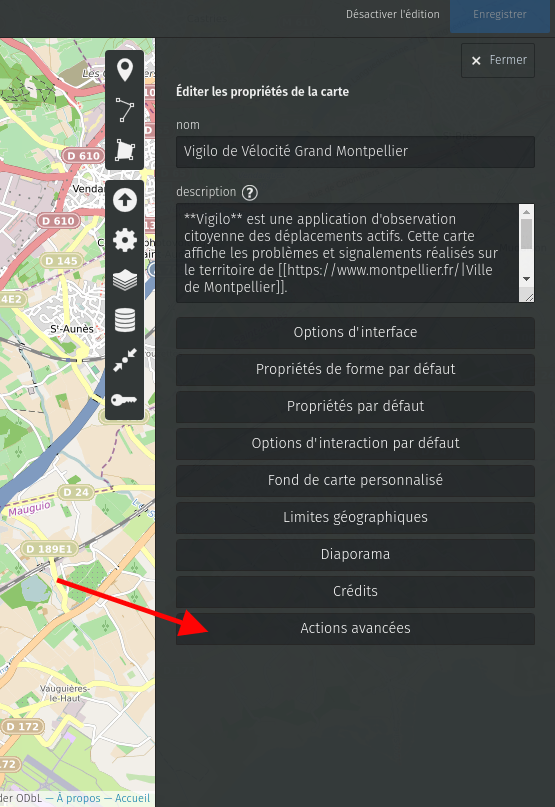 Désactiver l'édition
Enregistrer
Fermer
Éditer les propriétés de la carte
nom
Vigilo de Vélocité Grand Montpellier
description ?
**Vigilo** est une application d'observation
citoyenne des déplacements actifs. Cette carte
affiche les problèmes et signalements réalisés sur
le territoire de [[https://www.montpellier.fr/|Ville
de Montpellier]].
Options d'interface
Propriétés de forme par défaut
Propriétés par défaut
Options d'interaction par défaut
Fond de carte personnalisé
Limites géographiques
Diaporama
Crédits
Actions avancées
Les
D 610
D 610
D 145
4E2
St-Aunès
D 24
Mauguio
D 189E1
Vauguières-
le-Haut
D 172
172
ODbL — À propos — Accueil